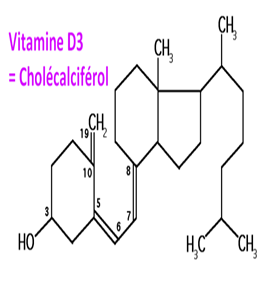 Vitamine D3
= Cholécalciférol
CH3
CH3
CH2
19
10
8
3
5
7
6
HO
H3C
CH3